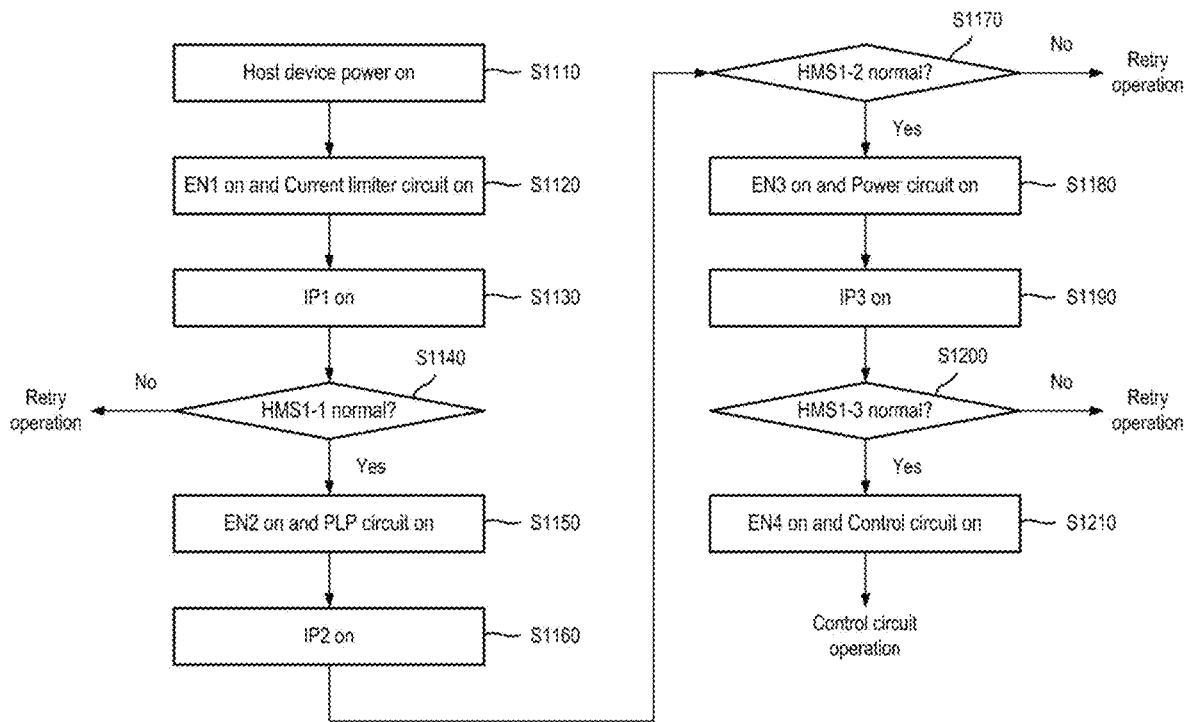 Host device power on
S1110
EN1 on and Current limiter circuit on
S1120
IP1 on
S1130
S1140
No
HMS1-1 normal?
Retry
operation
Yes
EN2 on and PLP circuit on
S1150
IP2 on
S1160
S1170
No
HMS1-2 normal?
Retry
operation
Yes
EN3 on and Power circuit on
S1180
IP3 on
S1190
S1200
No
HMS1-3 normal?
Retry
operation
Yes
EN4 on and Control circuit on
S1210
Control circuit
operation